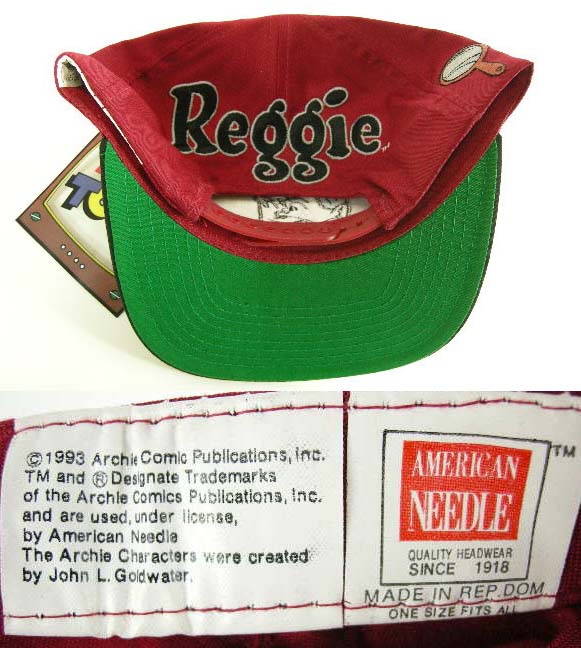 Reggie
TM
TO
©1993 Archie Comic Publications, Inc.
TM and ® Designate Trademarks
of the Archie Comics Publications, Inc.
and are used, under license,
by American Needle
The Archie Characters were created
by John L. Goldwater.
AMERICAN
NEEDLE
TM
QUALITY HEADWEAR
SINCE 1918
MADE IN REP.DOM.
ONE SIZE FITS ALL